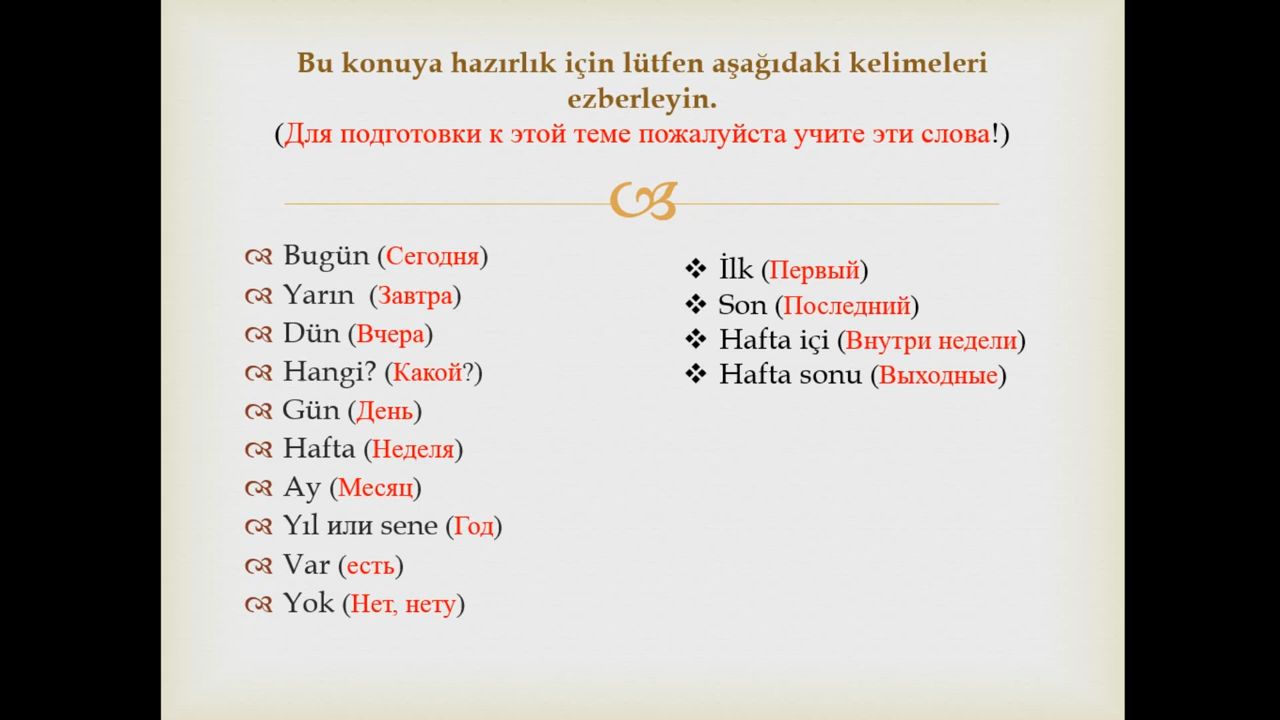 Bu konuya hazırlık için lütfen aşağıdaki kelimeleri
ezberleyin.
(Для подготовки к этой теме пожалуйста учите эти слова!)
Bugün (Сегодня)
Yarın (Завтра)
Dün (Вчера)
Hangi? (Какой?)
Gün (День)
Hafta (Неделя)
Ay (Месяц)
Yıl или sene (Год)
Var (есть)
Yok (Нет, нету)
İlk (Первый)
Son (Последний)
Hafta içi (Внутри недели)
Hafta sonu (Выходные)